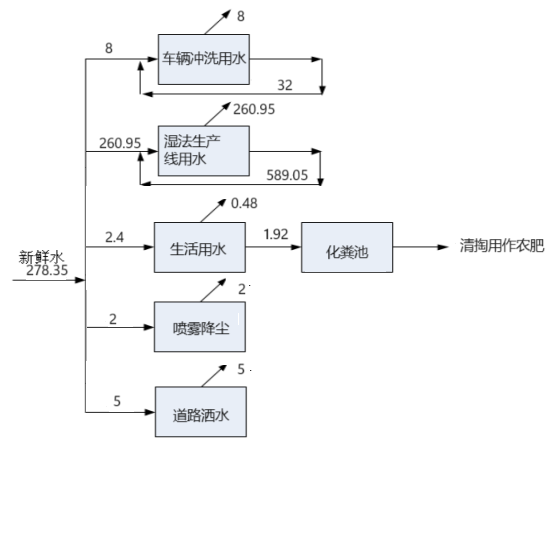 8
8
车辆冲洗用水
32
260.95
260.95
湿法生产
线用水
589.05
0.48
2.4
生活用水
1.92
化粪池
清掏用作农肥
新鲜水
278.35
2
2
喷雾降尘
5
5
道路洒水